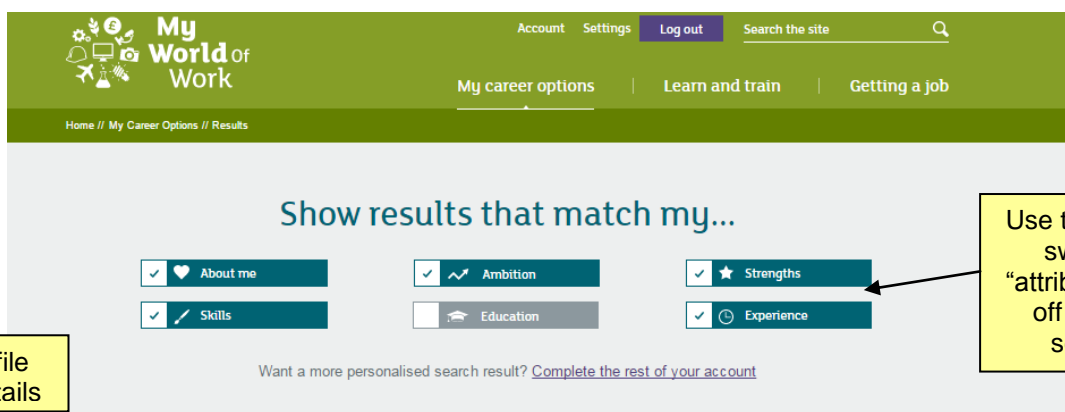 My World of Work
Account Settings Log out Search the site
My career options Learn and train Getting a job
Home // My Career Options // Results
Show results that match my...
About me Ambition Strengths
Skills Education Experience
Want a more personalised search result? Complete the rest of your account
Use
“
off